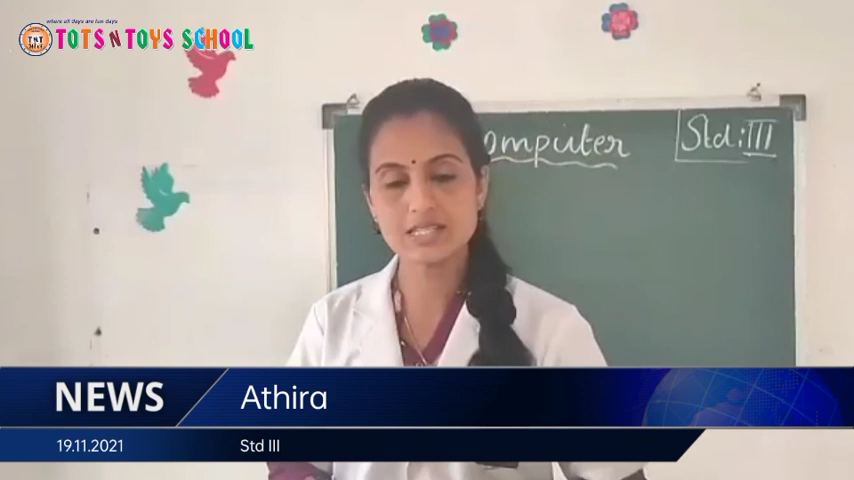 where all days are fun days
TOTS N TOYS SCHOOL
TNT
omputer
Std : III
NEWS
Athira
19.11.2021
Std III